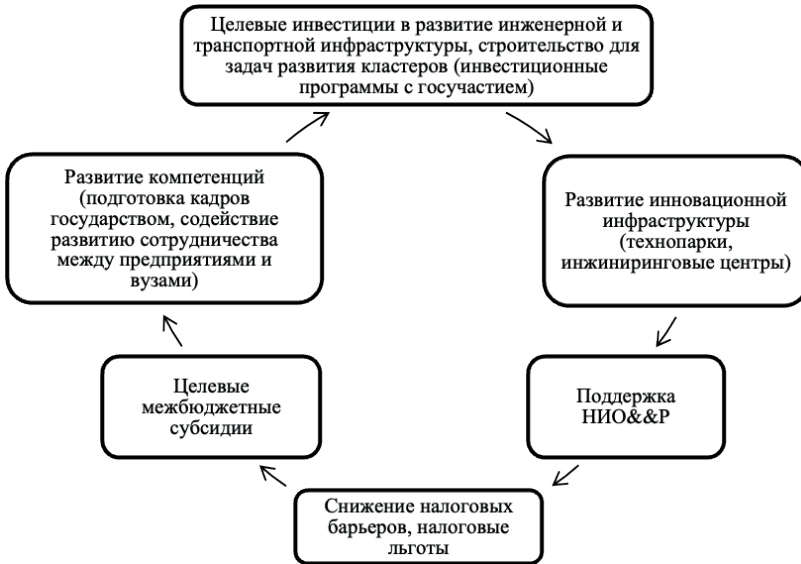 Целевые инвестиции в развитие инженерной и
транспортной инфраструктуры, строительство для
задач развития кластеров (инвестиционные
программы с госучастием)
Развитие компетенций
(подготовка кадров
государством, содействие
развитию сотрудничества
между предприятиями и
вузами)
Развитие инновационной
инфраструктуры
(технопарки,
инжиниринговые центры)
Целевые
межбюджетные
субсидии
Поддержка
НИО&&Р
Снижение налоговых
барьеров, налоговые
льготы